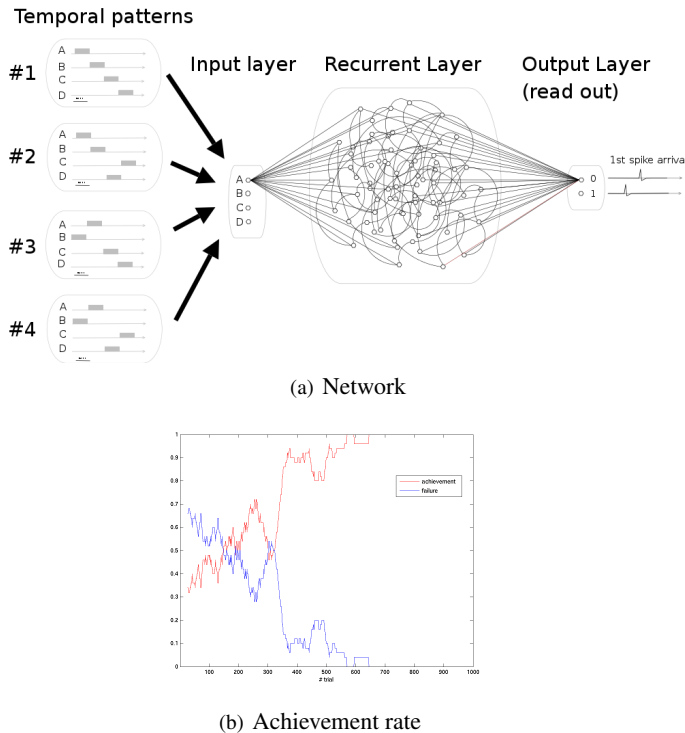 Temporal patterns
#1
A
B
C
D
#2
A
B
C
D
#3
A
B
C
D
#4
A
B
C
D
Input layer
A
B
C
D
Recurrent Layer
Output Layer
(read out)
0
1
1st spike arriva
(a) Network
1
0.9
0.8
0.7
0.6
0.5
0.4
0.3
0.2
0.1
0
100 200 300 400 500 600 700 800 900 1000
# trial
achievement
failure
(b) Achievement rate